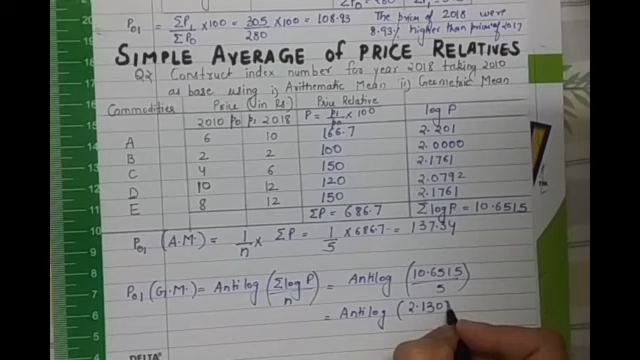 P₀₁ = ΣP₁/ΣP₀ × 100 = 305/280 × 100 = 108.93 The price of 2018 were
8.93% higher than price of 2017
SIMPLE AVERAGE OF PRICE RELATIVES
Q2 Construct index number for year 2018 taking 2010
as base using i) Arithematic Mean ii) Geometric Mean
Commodities Price (in Rs.) Price Relative log P
2010 p₀ p₁ 2018 P = p₁/p₀ × 100
A 6 10 166.7 2.201
B 2 2 100 2.0000
C 4 6 150 2.1761
D 10 12 120 2.0792
E 8 12 150 2.1761
ΣP = 686.7 ΣlogP = 10.6515
P₀₁ (A.M.) = 1/n × ΣP = 1/5 × 686.7 = 137.34
P₀₁ (G.M.) = Antilog (Σ log P/n) = Antilog (10.6515/5)
= Antilog (2.130
DELTA